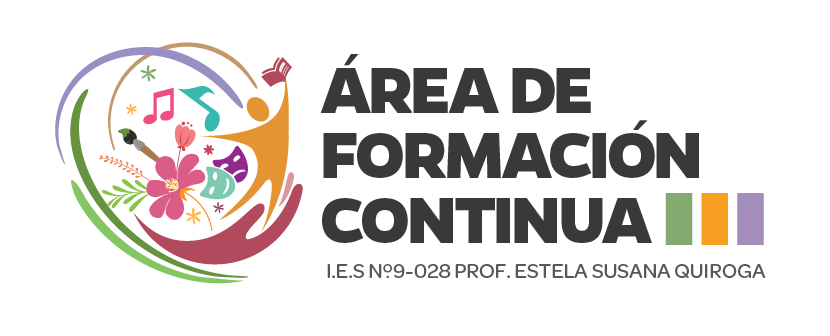 ÁREA DE
FORMACIÓN
CONTINUA
I.E.S Nº9-028 PROF. ESTELA SUSANA QUIROGA